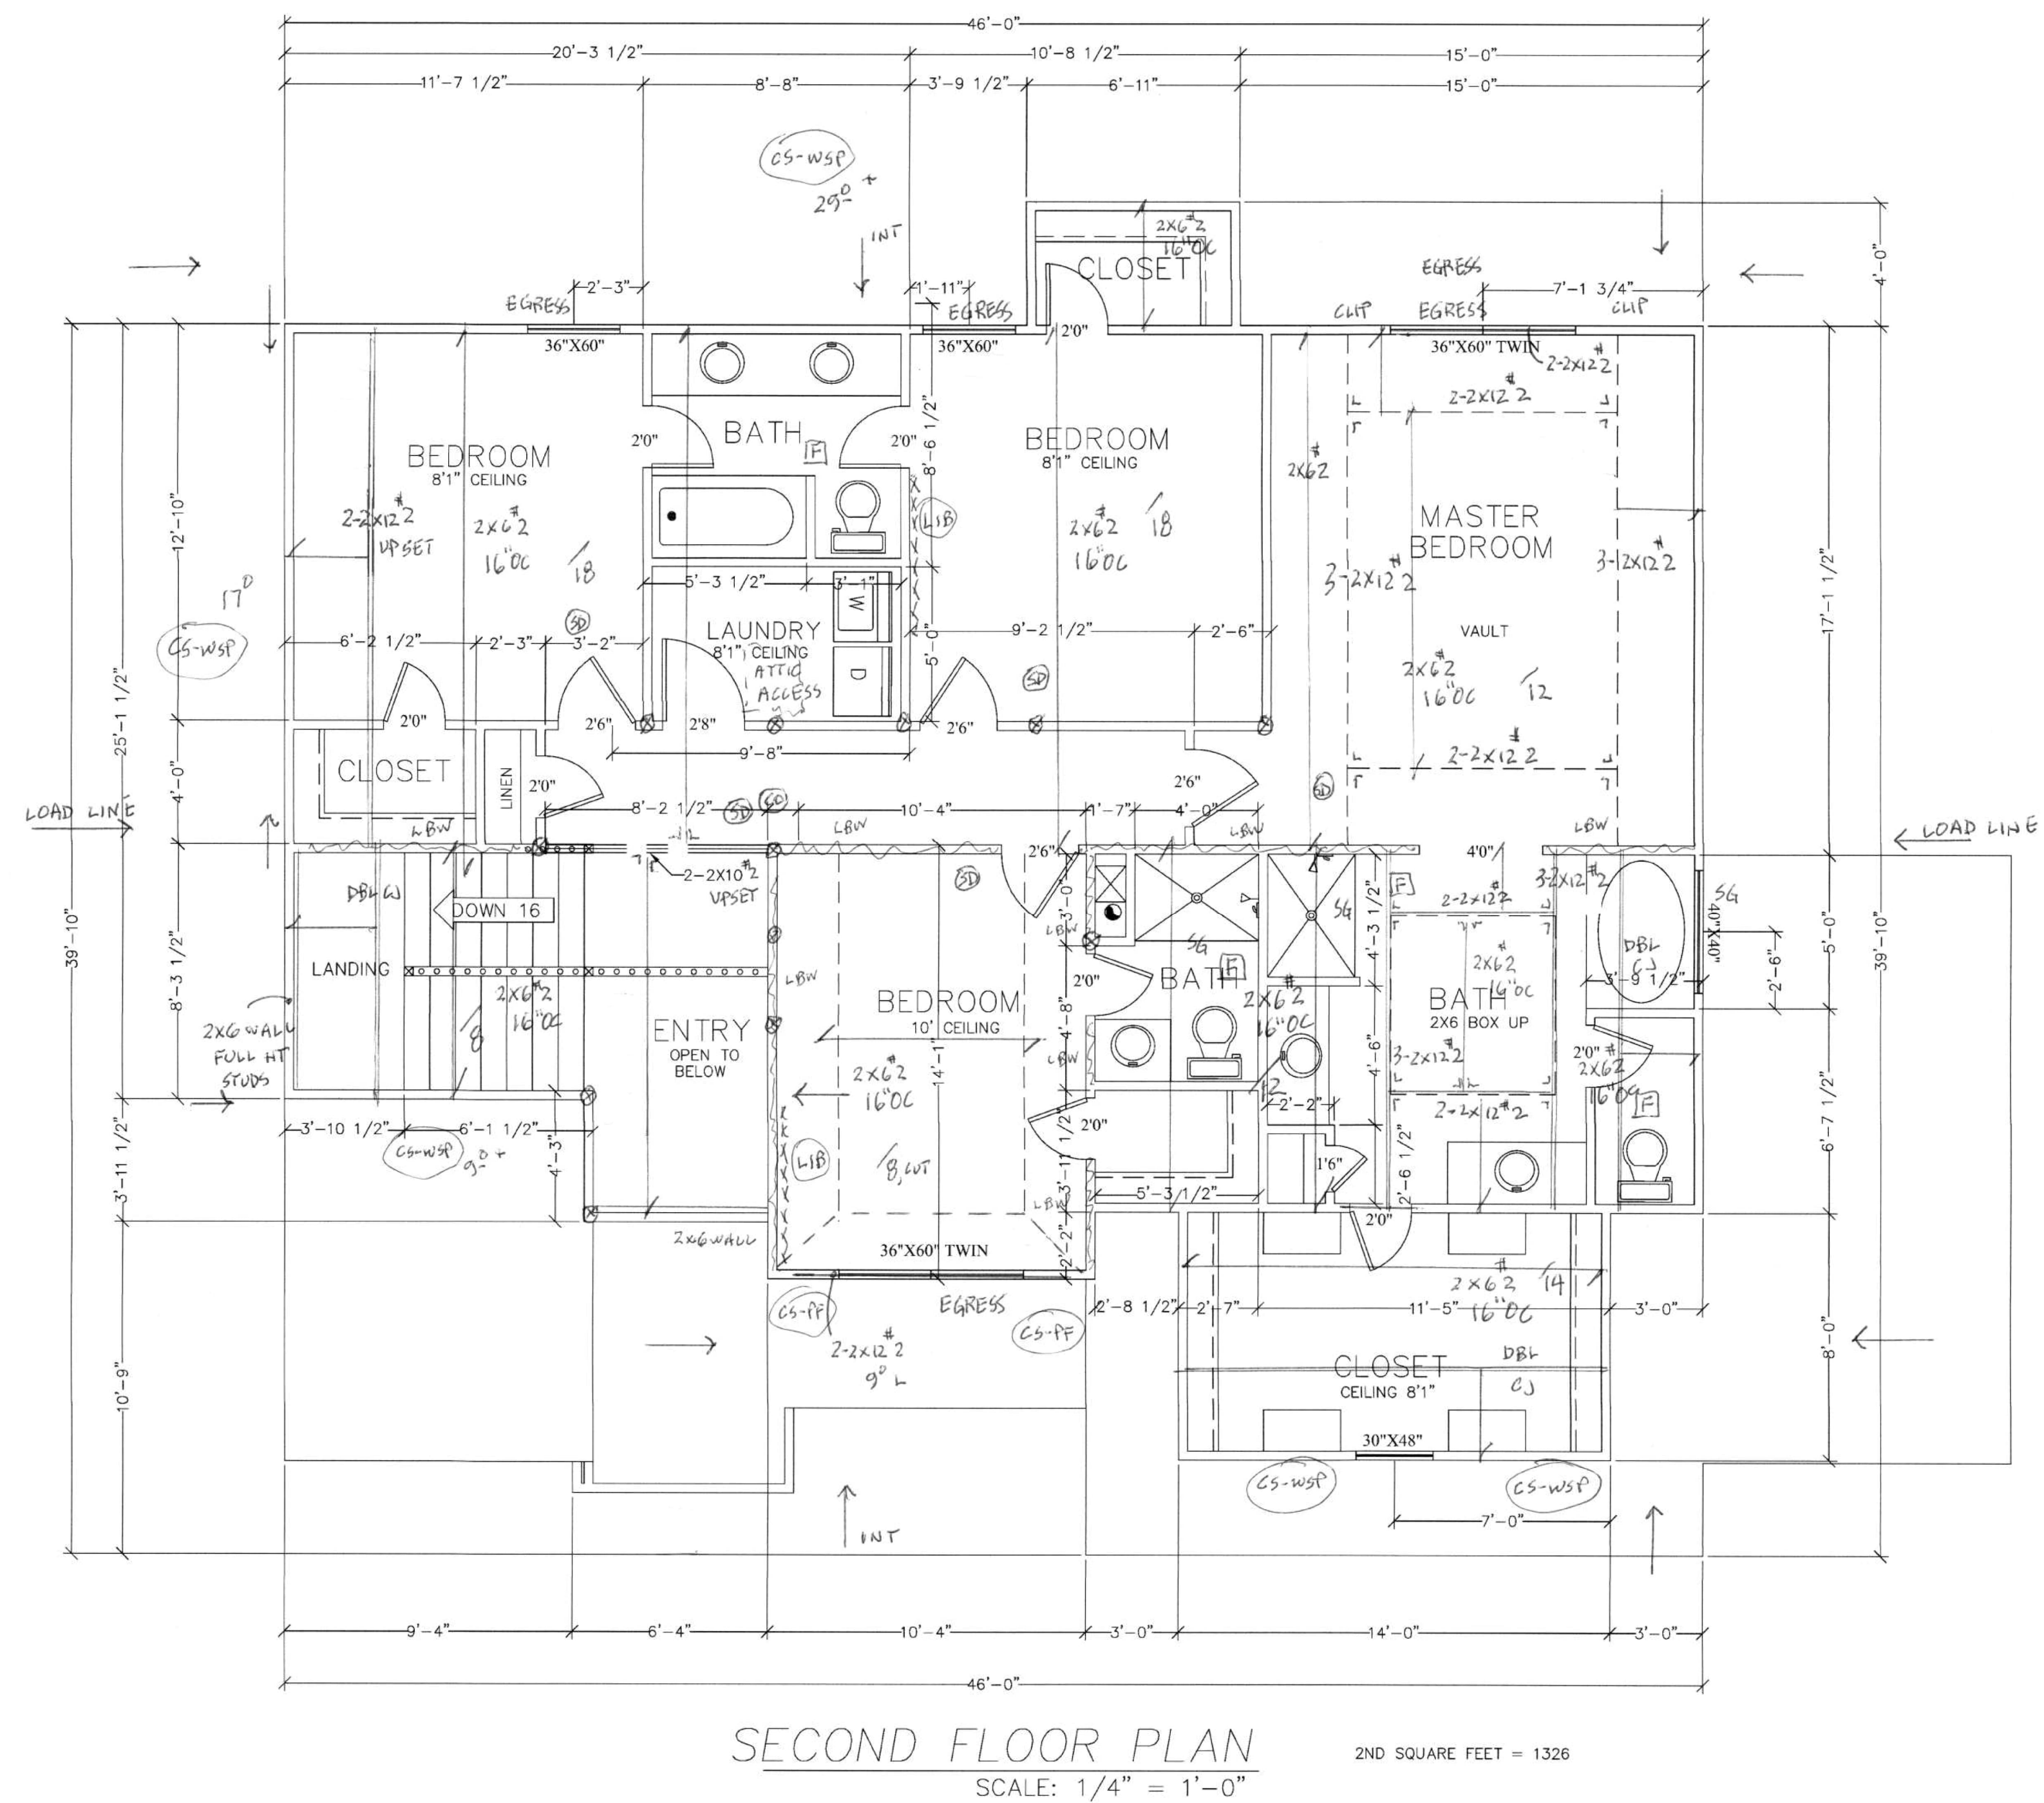 46'-0"
20'-3 1/2" 10'-8 1/2" 15'-0"
11'-7 1/2" 8'-8" 3'-9 1/2" 6'-11" 15'-0"
CS-WSP
29⁰ +
INT
2X6 #2
16"OC
CLOSET
4'-0"
EGRESS
2'-3"
EGRESS
1'-11"
EGRESS
7'-1 3/4"
CLIP
EGRESS
CLIP
2'0"
36"X60"
36"X60"
36"X60" TWIN
2-2X12 #2
2-2X12 #2
BEDROOM
8'1" CEILING
2'0"
BATH
F
2'0"
8'-6 1/2"
BEDROOM
8'1" CEILING
2X6 #2
2-2X12 #2
UPSET
2X6 #2
16"OC
/18
LIB
2X6 #2
16"OC
/18
MASTER
BEDROOM
3-2X12 #2
3-2X12 #2
VAULT
2X6 #2
16"OC
/12
2-2X12 #2
12'-10"
17'-1 1/2"
25'-1 1/2"
17⁰
CS-WSP
5'-3 1/2" 3'-1"
W
LAUNDRY
8'1" CEILING
ATTIC
ACCESS
D
5'-0"
SD
6'-2 1/2" 2'-3" 3'-2"
9'-2 1/2" 2'-6"
SD
2'0"
2'6"
2'8"
2'6"
9'-8"
CLOSET
LINEN
2'0"
2'6"
SD
4'-0"
LOAD LINE
LBW
8'-2 1/2"
SD
CO
10'-4"
1'-7"
4'-0"
LBW
LBW
LBW
LOAD LINE
2'6"
4'0"
DBL CJ
DOWN 16
2-2X10 #2
UPSET
SD
3'-0"
LBW
SG
SG
4'-3 1/2"
F
2-2X12 #2
3-2X12 #2
SG
40"X40"
5'-0"
2'-6"
39'-10"
39'-10"
8'-3 1/2"
LANDING
LBW
2'0"
BATH
F
2X6 #2
16"OC
BATH
2X6 BOX UP
2X6 #2
16"OC
DBL
CJ
3'-9 1/2"
2X6 WALL
FULL HT
STUDS
2X6 #2
16"OC
/8
ENTRY
OPEN TO
BELOW
BEDROOM
10' CEILING
14'-1"
4'-8"
LBW
/12
4'-6"
3-2X12 #2
2'0"
2X6 #2
16"OC
F
2X6 #2
16"OC
2'-2"
2-2X12 #2
6'-7 1/2"
3'-10 1/2" 6'-1 1/2"
CS-WSP
9⁰ +
4'-3"
3'-11 1/2"
LIB
/8, CUT
2'0"
3'-11 1/2"
LBW
5'-3 1/2"
1'6"
2'-6 1/2"
2'0"
2X6 WALL
36"X60" TWIN
2'-2"
EGRESS
CS-PF
CS-PF
2-2X12 #2
9⁰ L
2X6 #2
16"OC
/14
2'-8 1/2" 2'-7" 11'-5" 3'-0"
CLOSET
CEILING 8'1"
DBL
CJ
8'-0"
10'-9"
30"X48"
CS-WSP
CS-WSP
7'-0"
INT
9'-4" 6'-4" 10'-4" 3'-0" 14'-0" 3'-0"
46'-0"
SECOND FLOOR PLAN
SCALE: 1/4" = 1'-0"
2ND SQUARE FEET = 1326